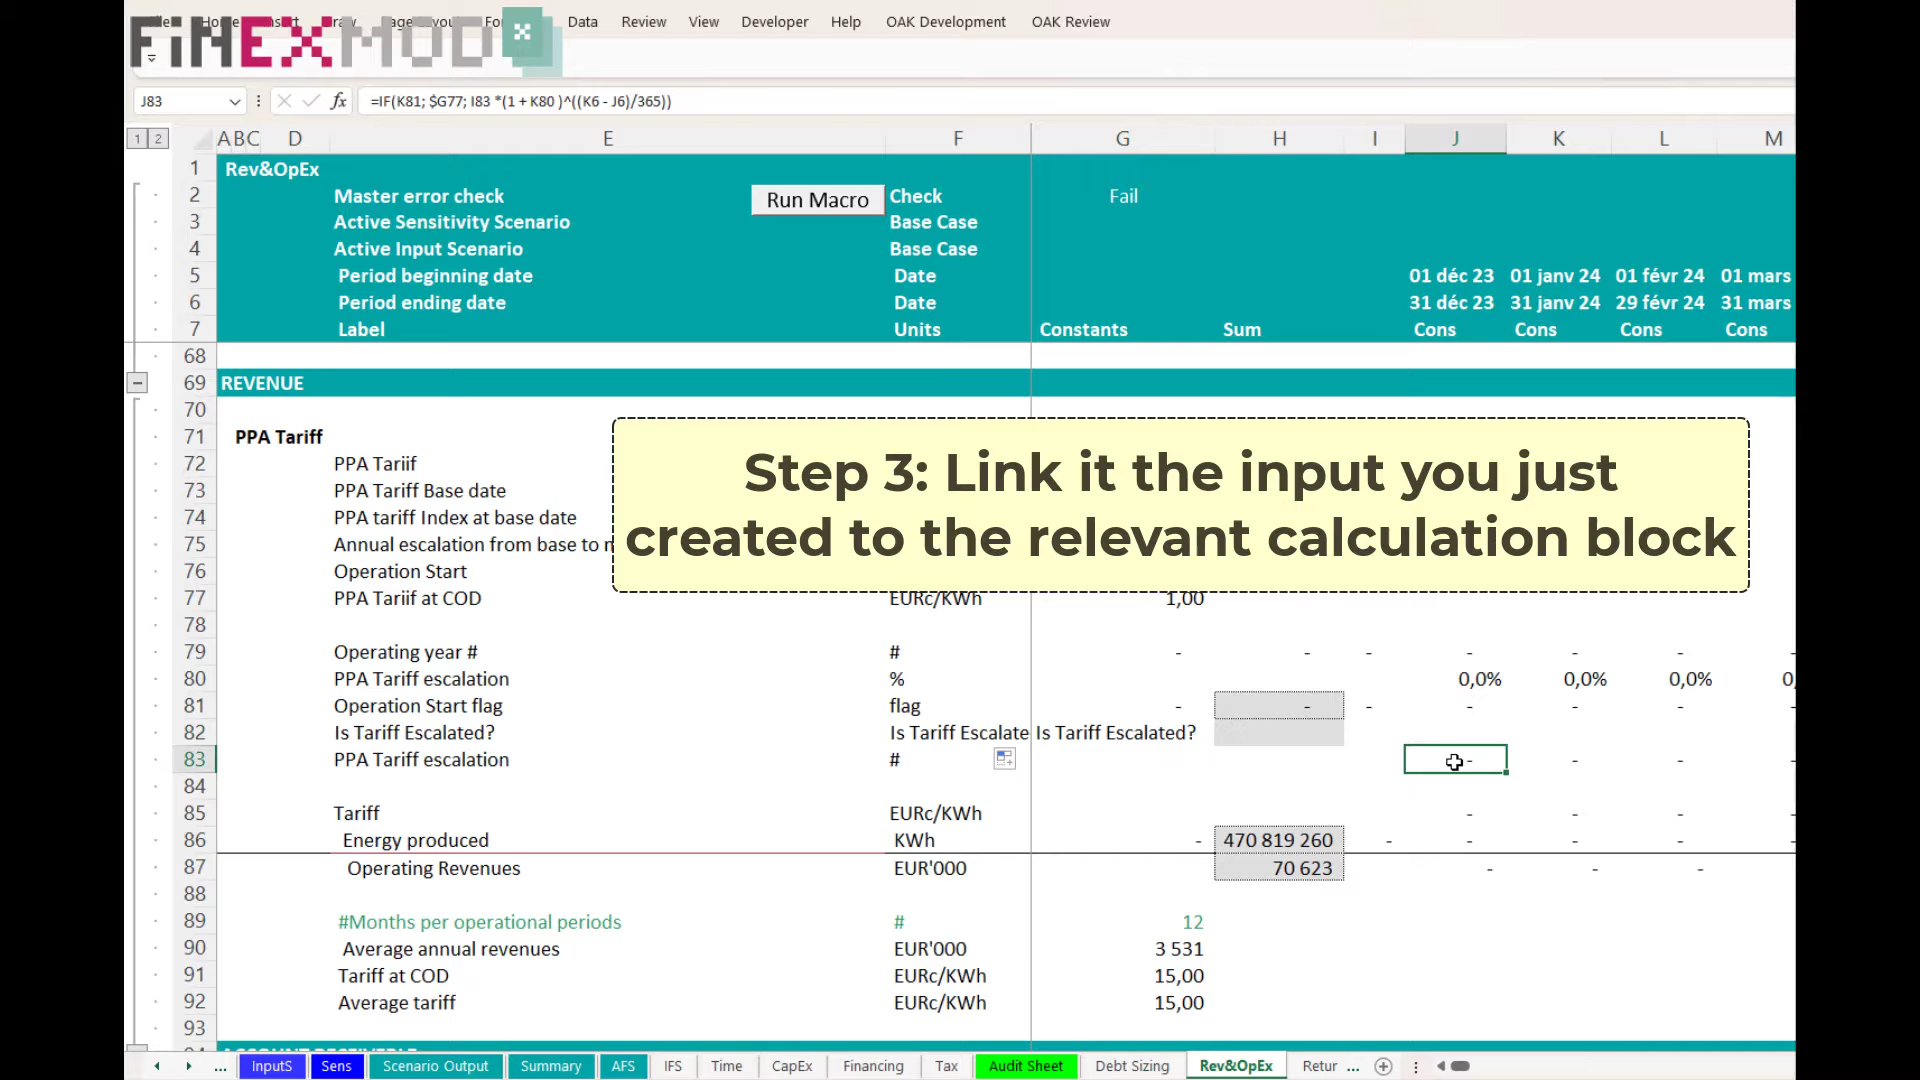 Data Review View Developer Help OAK Development OAK Review
FiNEXMOD
J83 fx =IF(K81; $G77; I83 *(1 + K80 )^((K6 - J6)/365))
1 2 A B C D E F G H I J K L M
1 Rev&OpEx
2 Master error check Run Macro Check Fail
3 Active Sensitivity Scenario Base Case
4 Active Input Scenario Base Case
5 Period beginning date Date 01 déc 23 01 janv 24 01 févr 24 01 mars
6 Period ending date Date 31 déc 23 31 janv 24 29 févr 24 31 mars
7 Label Units Constants Sum Cons Cons Cons Cons
68
69 REVENUE
70
71 PPA Tariff
72 PPA Tariif
Step 3: Link it the input you just
created to the relevant calculation block
73 PPA Tariff Base date
74 PPA tariff Index at base date
75 Annual escalation from base to
76 Operation Start
77 PPA Tariif at COD EURc/KWh 1,00
78
79 Operating year # # - - - - - - -
80 PPA Tariff escalation % 0,0% 0,0% 0,0% 0,
81 Operation Start flag flag - - - - - - -
82 Is Tariff Escalated? Is Tariff Escalate Is Tariff Escalated?
83 PPA Tariff escalation # - - - -
84
85 Tariff EURc/KWh - - - -
86 Energy produced KWh - 470 819 260 - - - - -
87 Operating Revenues EUR'000 70 623 - - -
88
89 #Months per operational periods # 12
90 Average annual revenues EUR'000 3 531
91 Tariff at COD EURc/KWh 15,00
92 Average tariff EURc/KWh 15,00
93
... InputS Sens Scenario Output Summary AFS IFS Time CapEx Financing Tax Audit Sheet Debt Sizing Rev&OpEx Retur ...